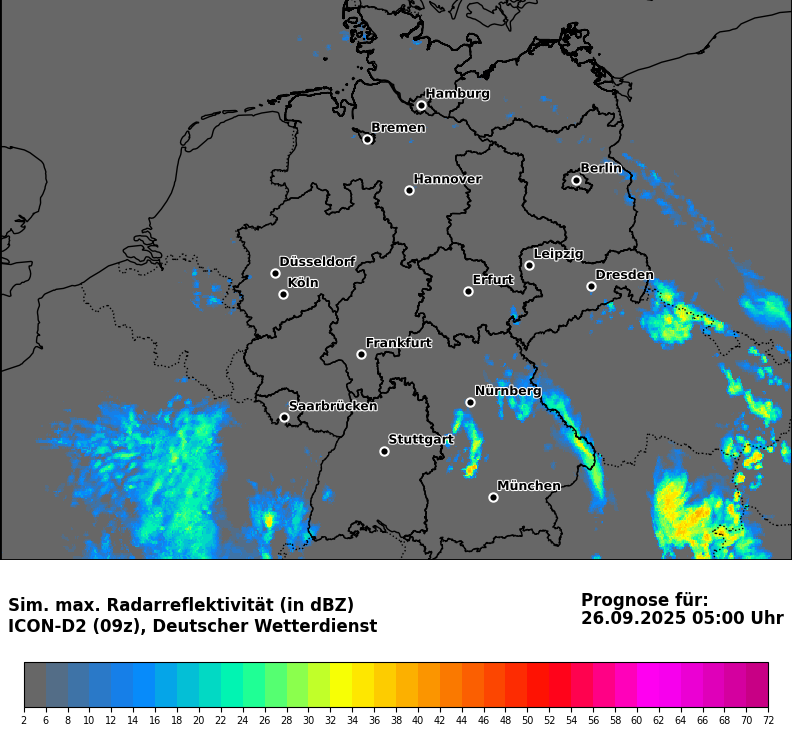 Hamburg
Bremen
Berlin
Hannover
Düsseldorf
Leipzig
Köln
Erfurt
Dresden
Frankfurt
Saarbrücken
Nürnberg
Stuttgart
München
Sim. max. Radarreflektivität (in dBZ)
ICON-D2 (09z), Deutscher Wetterdienst
Prognose für:
26.09.2025 05:00 Uhr
2 6 8 10 12 14 16 18 20 22 24 26 28 30 32 34 36 38 40 42 44 46 48 50 52 54 56 58 60 62 64 66 68 70 72